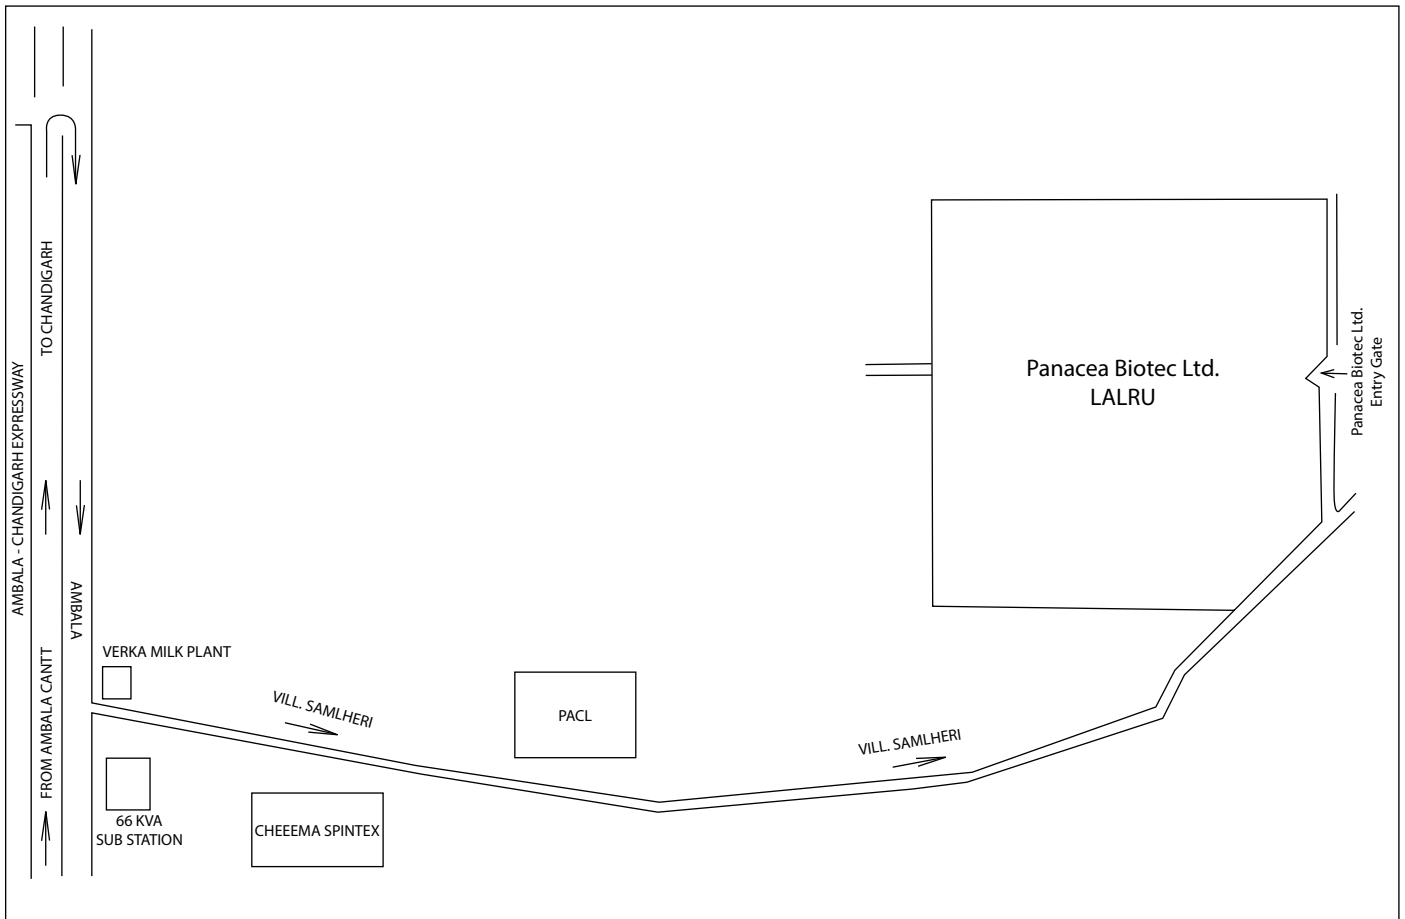 TO CHANDIGARH
AMBALA - CHANDIGARH EXPRESSWAY
Panacea Biotec Ltd.
LALRU
Panacea Biotec Ltd.
Entry Gate
AMBALA
FROM AMBALA CANTT
VERKA MILK PLANT
VILL. SAMLHERI
PACL
VILL. SAMLHERI
66 KVA
SUB STATION
CHEEEMA SPINTEX